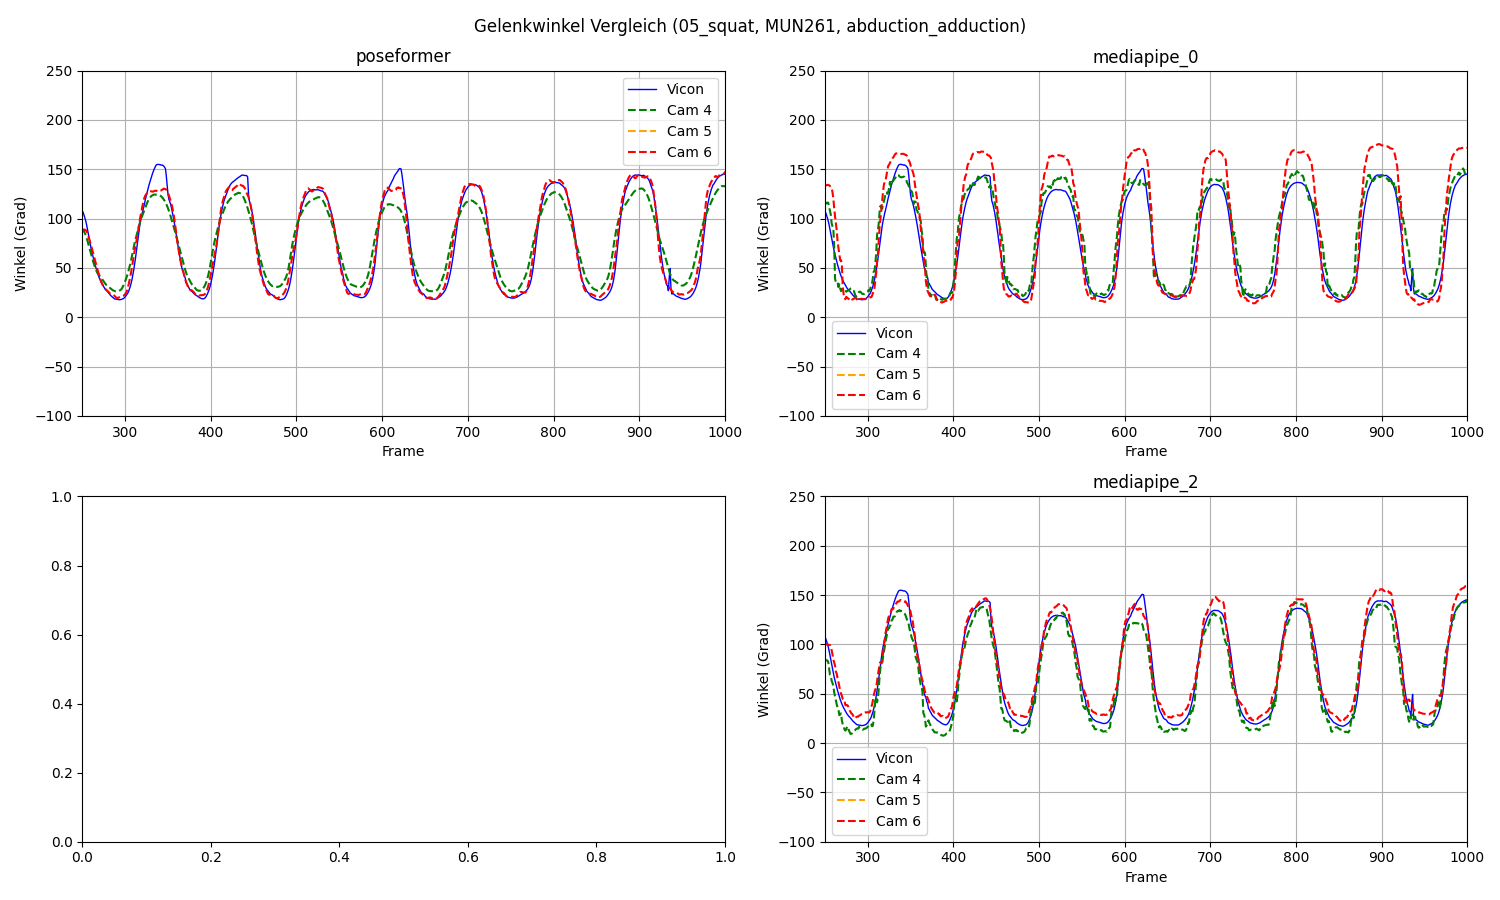 Gelenkwinkel Vergleich (05_squat, MUN261, abduction_adduction)
poseformer
250
200
150
100
50
0
−50
−100
Winkel (Grad)
300 400 500 600 700 800 900 1000
Frame
Vicon
Cam 4
Cam 5
Cam 6
mediapipe_0
250
200
150
100
50
0
−50
−100
Winkel (Grad)
300 400 500 600 700 800 900 1000
Frame
Vicon
Cam 4
Cam 5
Cam 6
1.0
0.8
0.6
0.4
0.2
0.0
0.0 0.2 0.4 0.6 0.8 1.0
mediapipe_2
250
200
150
100
50
0
−50
−100
Winkel (Grad)
300 400 500 600 700 800 900 1000
Frame
Vicon
Cam 4
Cam 5
Cam 6